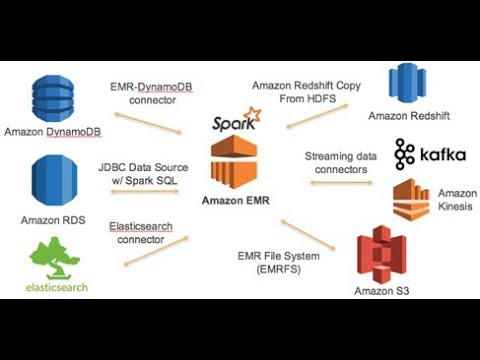 EMR-DynamoDB
connector
Amazon DynamoDB
JDBC Data Source
w/ Spark SQL
Amazon RDS
Elasticsearch
connector
elasticsearch
Spark
Amazon EMR
Amazon Redshift Copy
From HDFS
Amazon Redshift
Streaming data
connectors
kafka
Amazon
Kinesis
EMR File System
(EMRFS)
Amazon S3